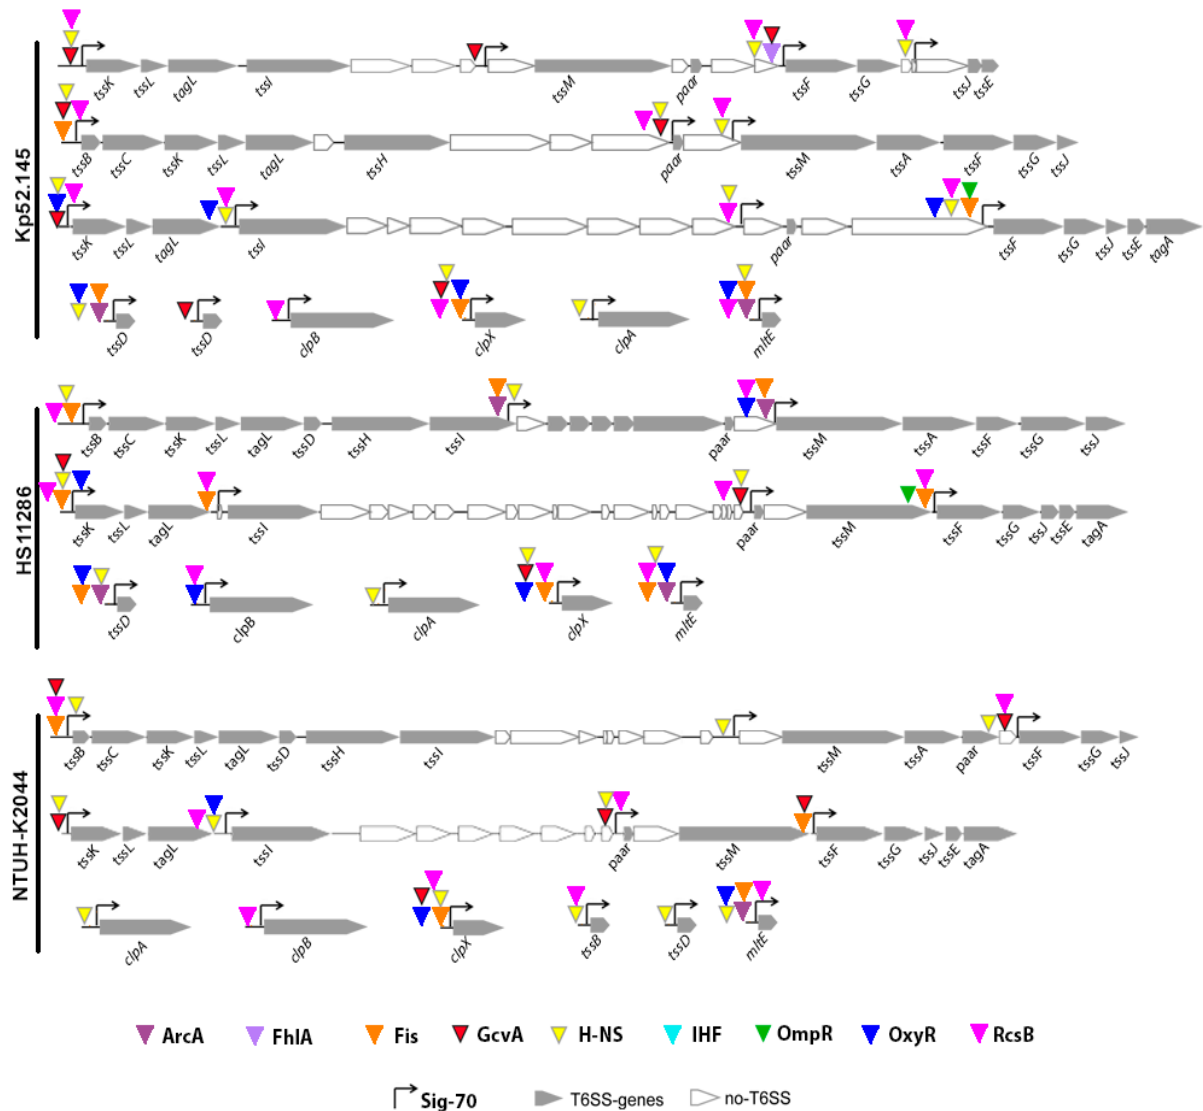 Kp52.145
tssK tssL tagL tssI tssM paar tssF tssG tssJ tssE
tssB tssC tssK tssL tagL tssH paar tssM tssA tssF tssG tssJ
tssK tssL tagL tssI paar tssF tssG tssJ tssE tagA
tssD tssD clpB clpX clpA mltE
HS11286
tssB tssC tssK tssL tagL tssD tssH tssI paar tssM tssA tssF tssG tssJ
tssK tssL tagL tssI paar tssM tssF tssG tssJ tssE tagA
tssD clpB clpA clpX mltE
NTUH-K2044
tssB tssC tssK tssL tagL tssD tssH tssI tssM tssA paar tssF tssG tssJ
tssK tssL tagL tssI paar tssM tssF tssG tssJ tssE tagA
clpA clpB clpX tssB tssD mltE
ArcA FhlA Fis GcvA H-NS IHF OmpR OxyR RcsB
Sig-70 T6SS-genes no-T6SS